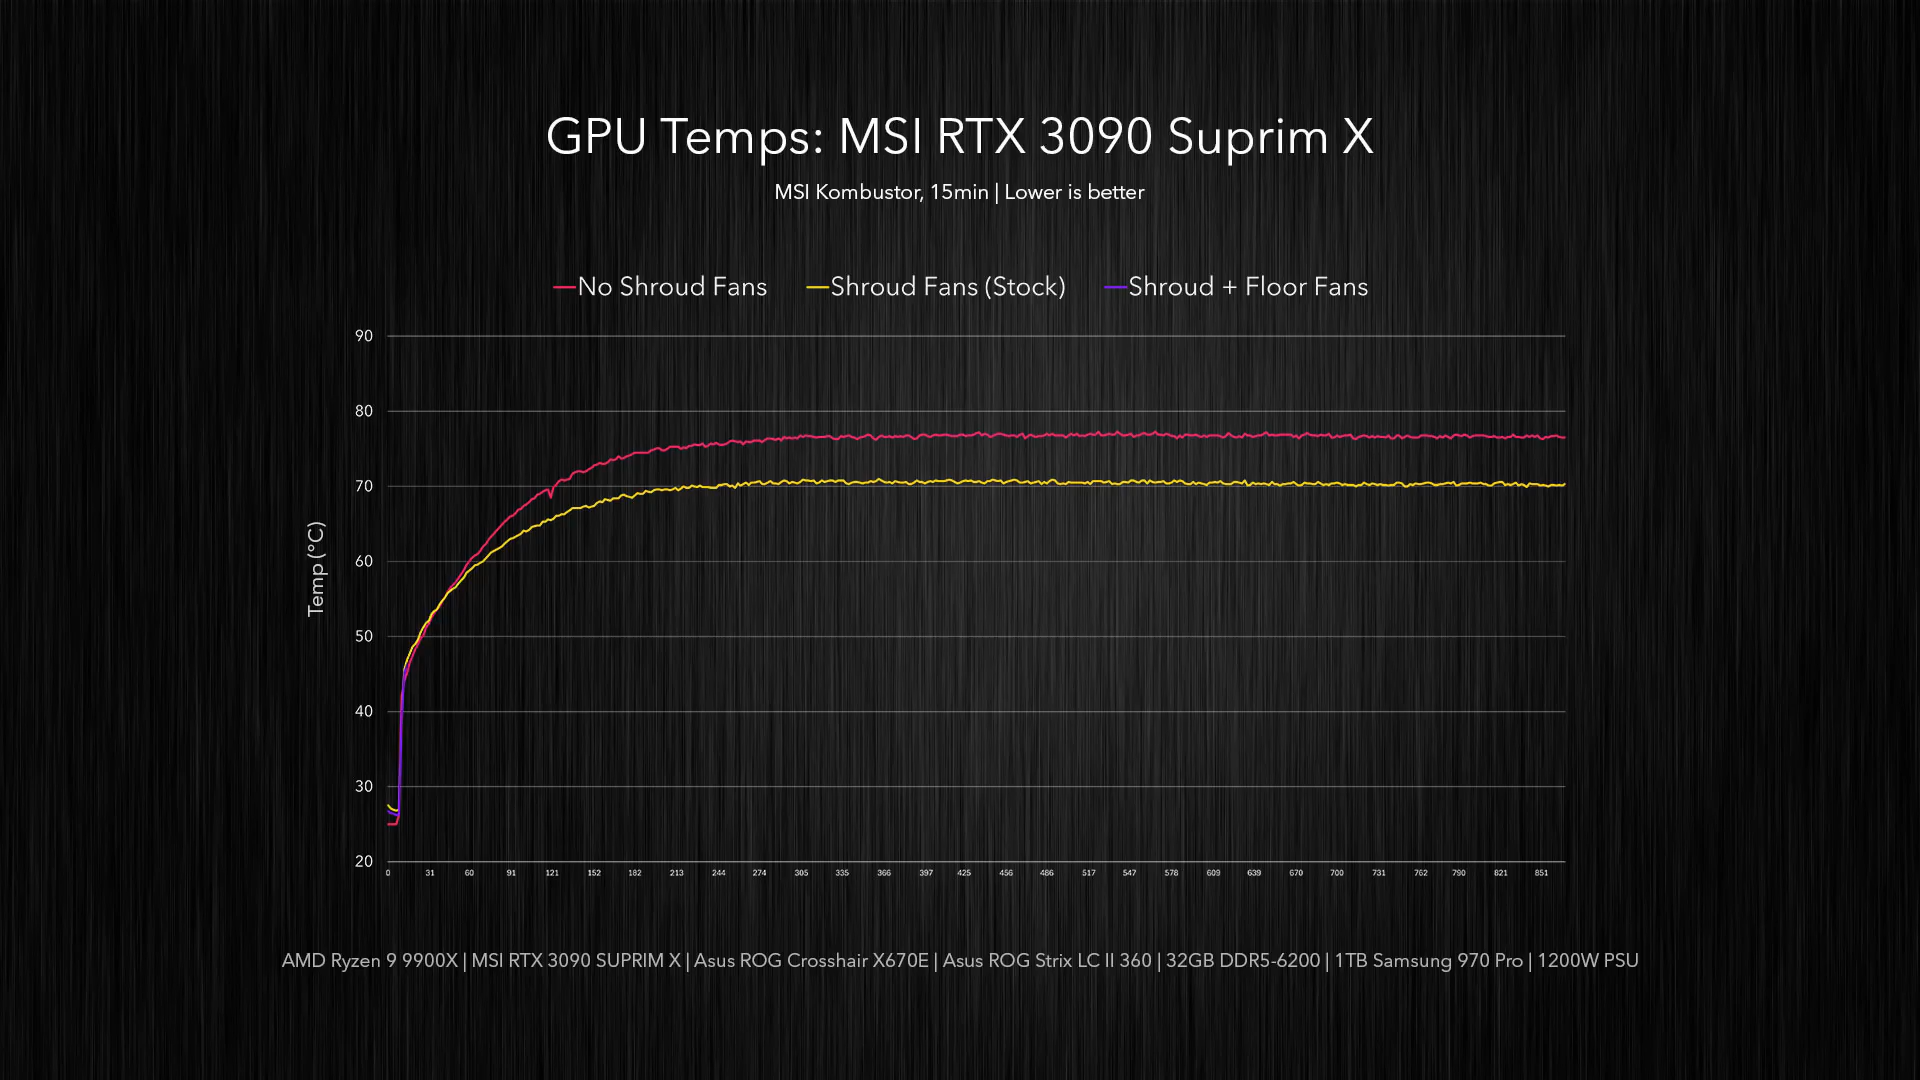 GPU Temps: MSI RTX 3090 Suprim X
MSI Kombustor, 15min | Lower is better
No Shroud Fans Shroud Fans (Stock) Shroud + Floor Fans
90
80
70
60
50
40
30
20
Temp (°C)
0 31 60 91 121 152 182 213 244 274 305 335 366 397 425 456 486 517 547 578 609 639 670 700 731 762 790 821 851
AMD Ryzen 9 9900X | MSI RTX 3090 SUPRIM X | Asus ROG Crosshair X670E | Asus ROG Strix LC II 360 | 32GB DDR5-6200 | 1TB Samsung 970 Pro | 1200W PSU